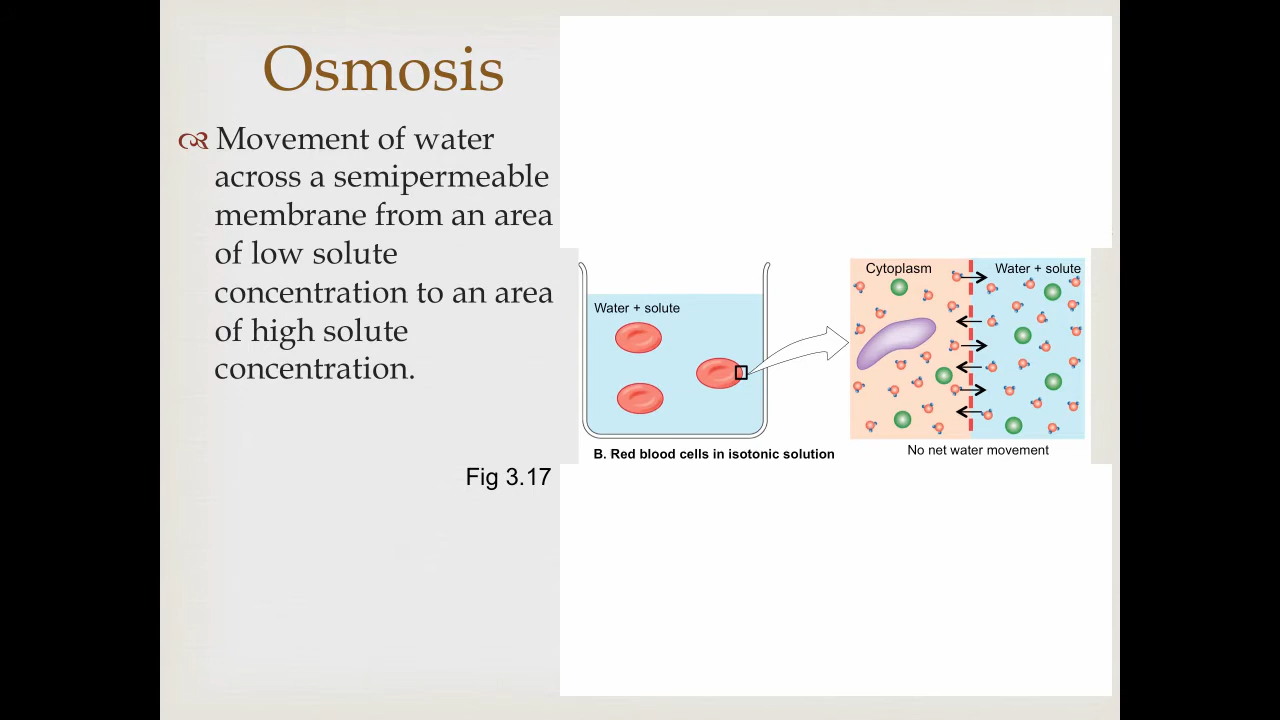 Osmosis
Movement of water
across a semipermeable
membrane from an area
of low solute
concentration to an area
of high solute
concentration.
Fig 3.17
Water + solute
B. Red blood cells in isotonic solution
Cytoplasm
Water + solute
No net water movement